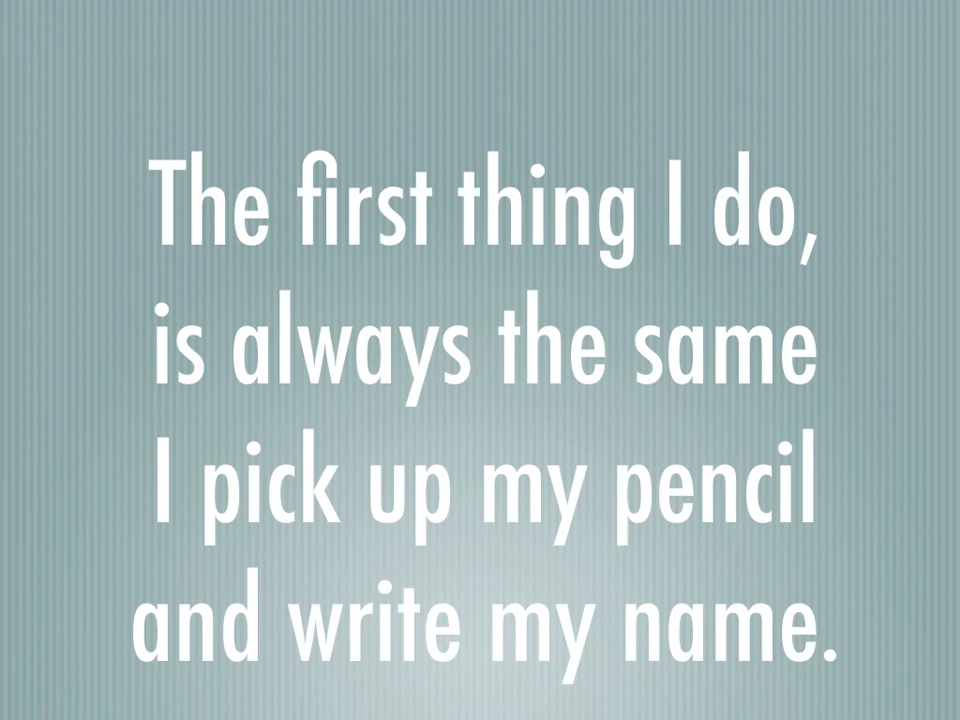 The first thing I do,
is always the same
I pick up my pencil
and write my name.